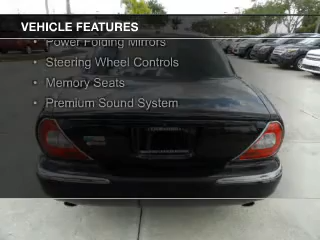 VEHICLE FEATURES
• Power Folding Mirrors
• Steering Wheel Controls
• Memory Seats
• Premium Sound System